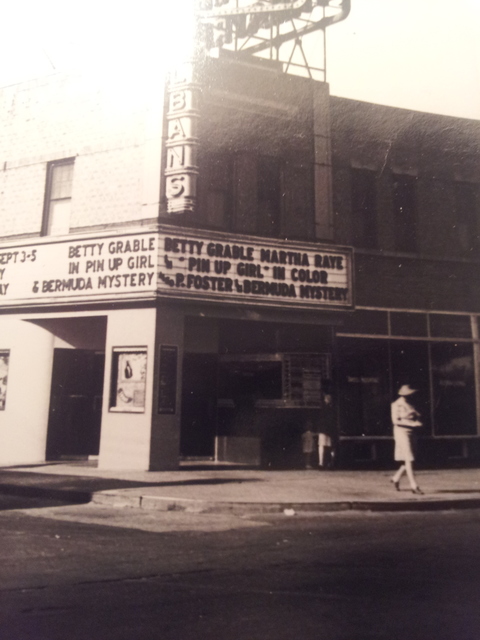 BANS
SEPT 3-5
BETTY GRABLE
IN PIN UP GIRL
& BERMUDA MYSTERY
BETTY GRABLE MARTHA RAYE
"PIN UP GIRL" IN COLOR
P. FOSTER IN BERMUDA MYSTERY